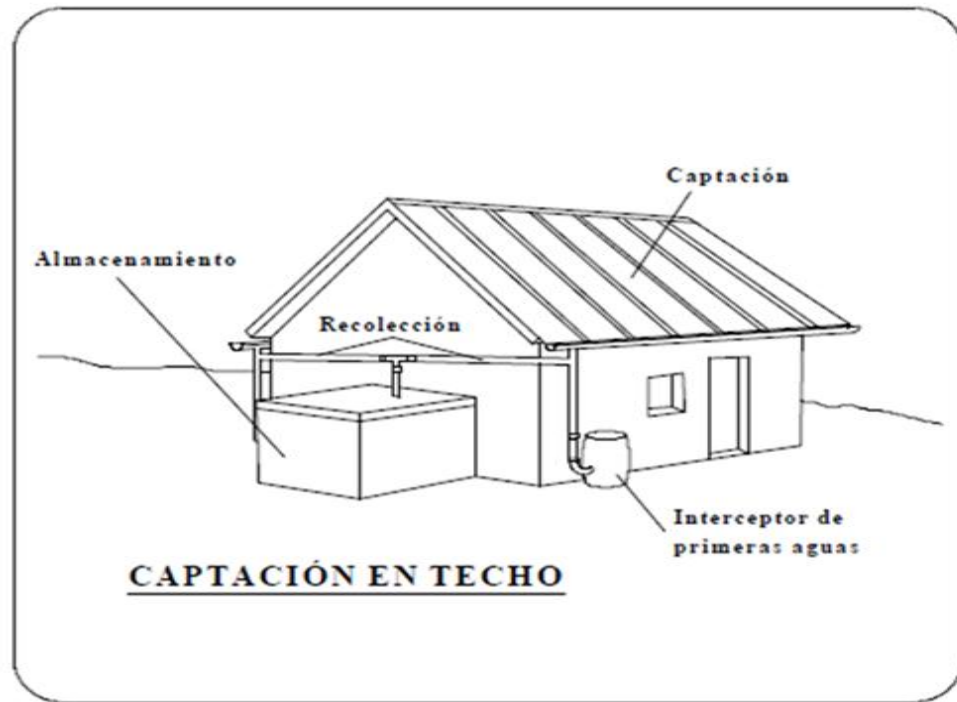 Captación
Almacenamiento
Recolección
Interceptor de
primeras aguas
CAPTACIÓN EN TECHO